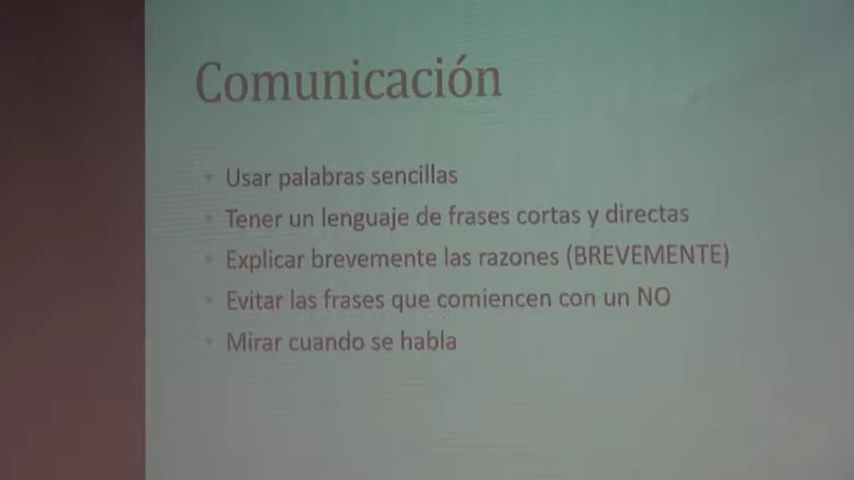 Comunicación
• Usar palabras sencillas
• Tener un lenguaje de frases cortas y directas
• Explicar brevemente las razones (BREVEMENTE)
• Evitar las frases que comiencen con un NO
• Mirar cuando se habla